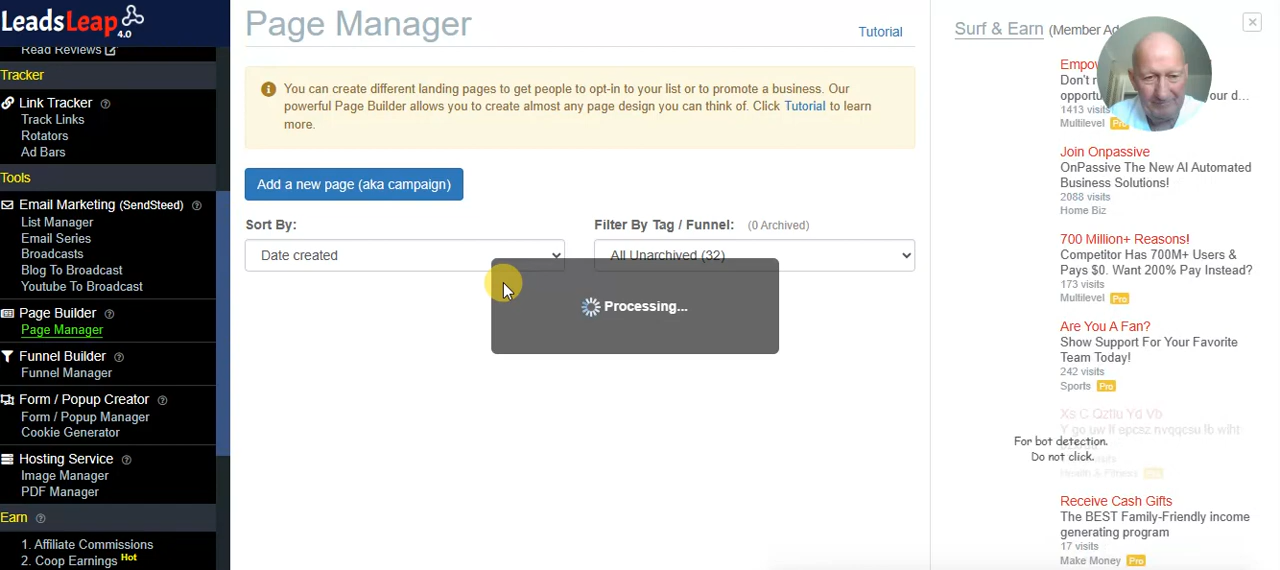 LeadsLeap 4.0
Read Reviews
Tracker
Link Tracker
Track Links
Rotators
Ad Bars
Tools
Email Marketing (SendSteed)
List Manager
Email Series
Broadcasts
Blog To Broadcast
Youtube To Broadcast
Page Builder
Page Manager
Funnel Builder
Funnel Manager
Form / Popup Creator
Form / Popup Manager
Cookie Generator
Hosting Service
Image Manager
PDF Manager
Earn
1. Affiliate Commissions
2. Coop Earnings Hot
Page Manager
Tutorial
You can create different landing pages to get people to opt-in to your list or to promote a business. Our
powerful Page Builder allows you to create almost any page design you can think of. Click Tutorial to learn
more.
Add a new page (aka campaign)
Sort By:
Date created
Filter By Tag / Funnel: (0 Archived)
All Unarchived (32)
Processing...
Surf & Earn (Member Ad
Don't
1413 visits
Multilevel Pro
Join Onpassive
OnPassive The New AI Automated
Business Solutions!
2088 visits
Home Biz
700 Million+ Reasons!
Competitor Has 700M+ Users &
Pays $0. Want 200% Pay Instead?
173 visits
Multilevel Pro
Are You A Fan?
Show Support For Your Favorite
Team Today!
242 visits
Sports Pro
Xs C Qzflu Yd Vb
For bot detection.
Do not click.
Health & Fitness Pro
Receive Cash Gifts
The BEST Family-Friendly income
generating program
17 visits
Make Money Pro